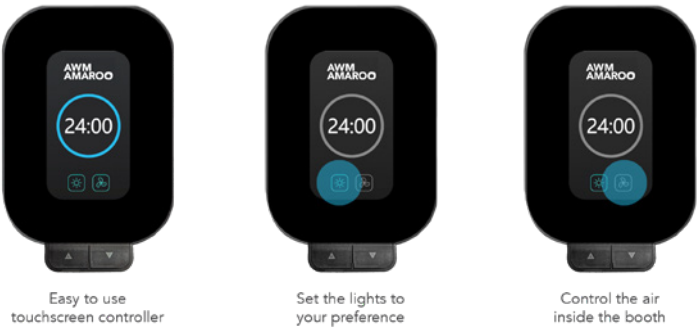 AWM
AMAROO
24:00
Easy to use
touchscreen controller
AWM
AMAROO
24:00
Set the lights to
your preference
AWM
AMAROO
24:00
Control the air
inside the booth